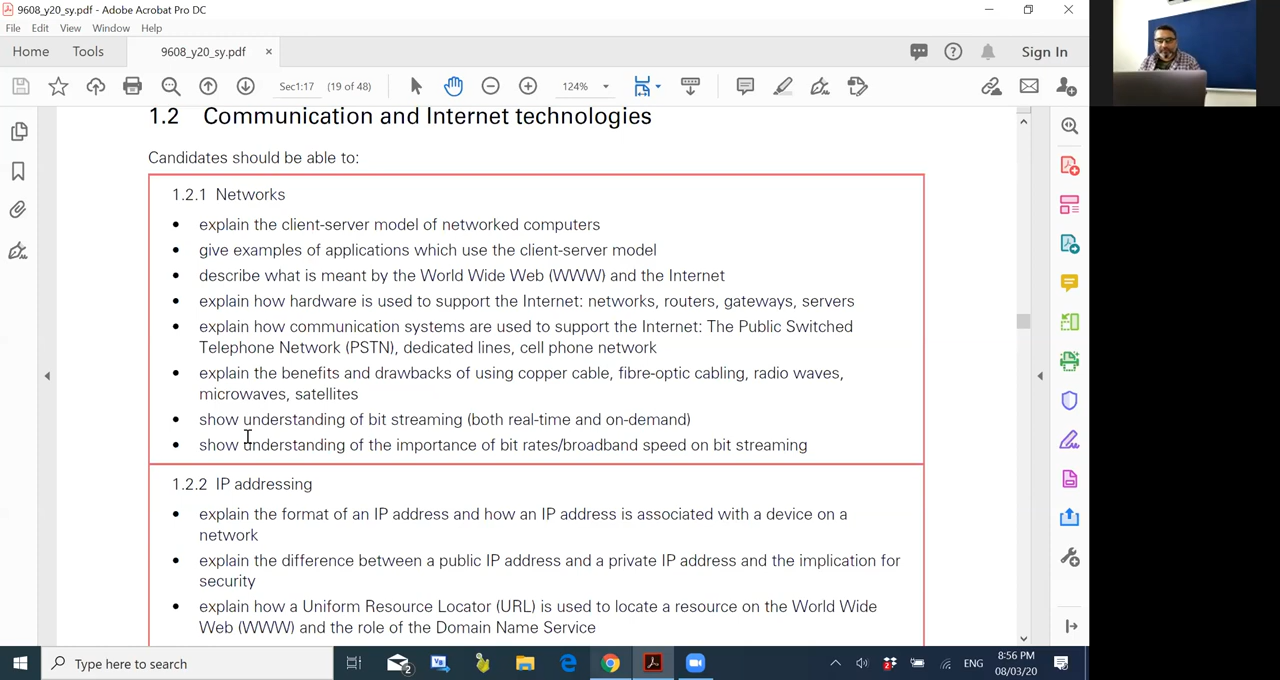 9608_y20_sy.pdf - Adobe Acrobat Pro DC
File Edit View Window Help
Home Tools 9608_y20_sy.pdf × Sign In
Sec1:17 (19 of 48) 124%
1.2 Communication and Internet technologies
Candidates should be able to:
1.2.1 Networks
• explain the client-server model of networked computers
• give examples of applications which use the client-server model
• describe what is meant by the World Wide Web (WWW) and the Internet
• explain how hardware is used to support the Internet: networks, routers, gateways, servers
• explain how communication systems are used to support the Internet: The Public Switched
Telephone Network (PSTN), dedicated lines, cell phone network
• explain the benefits and drawbacks of using copper cable, fibre-optic cabling, radio waves,
microwaves, satellites
• show understanding of bit streaming (both real-time and on-demand)
• show understanding of the importance of bit rates/broadband speed on bit streaming
1.2.2 IP addressing
• explain the format of an IP address and how an IP address is associated with a device on a
network
• explain the difference between a public IP address and a private IP address and the implication for
security
• explain how a Uniform Resource Locator (URL) is used to locate a resource on the World Wide
Web (WWW) and the role of the Domain Name Service
Type here to search
2
ENG
8:56 PM
08/03/20